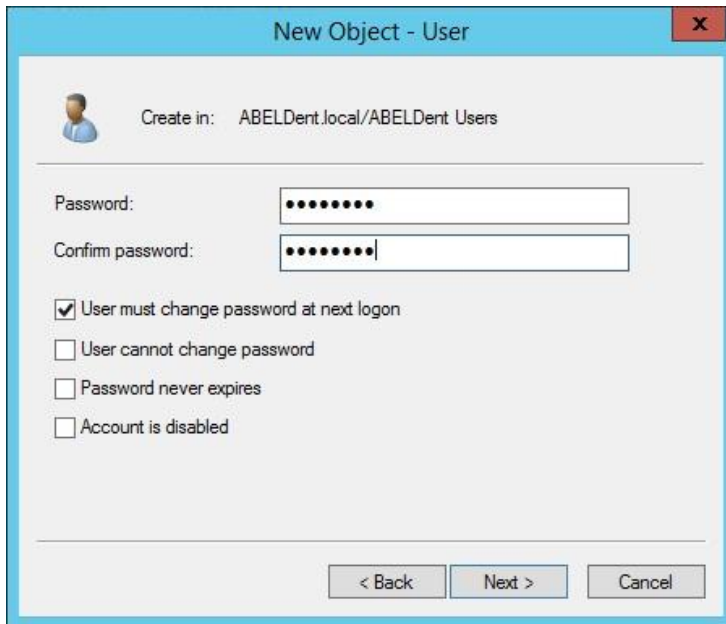 New Object - User
x
Create in: ABELDent.local/ABELDent Users
Password: ●●●●●●●●
Confirm password: ●●●●●●●●
User must change password at next logon
User cannot change password
Password never expires
Account is disabled
< Back Next > Cancel